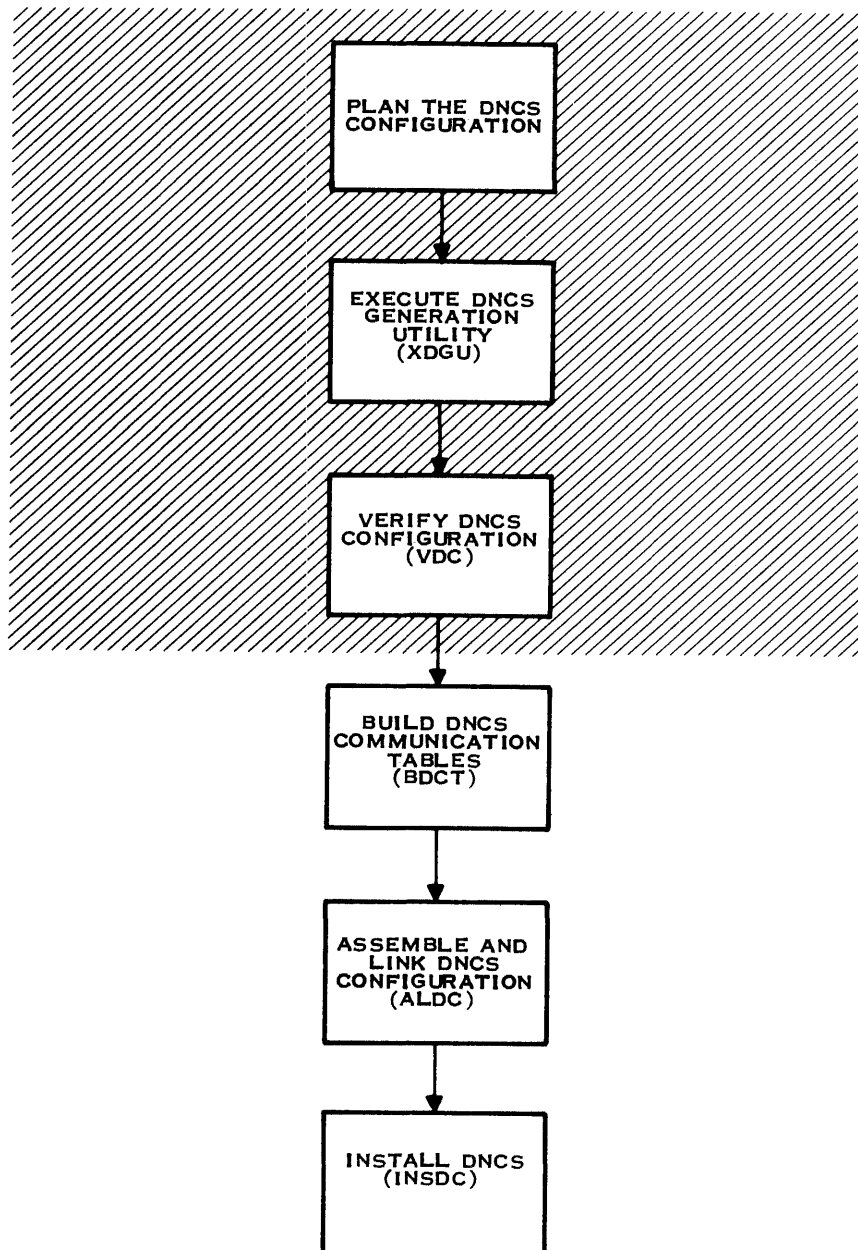 PLAN THE DNCS
CONFIGURATION
EXECUTE DNCS
GENERATION
UTILITY
(XDGU)
VERIFY DNCS
CONFIGURATION
(VDC)
BUILD DNCS
COMMUNICATION
TABLES
(BDCT)
ASSEMBLE AND
LINK DNCS
CONFIGURATION
(ALDC)
INSTALL DNCS
(INSDC)